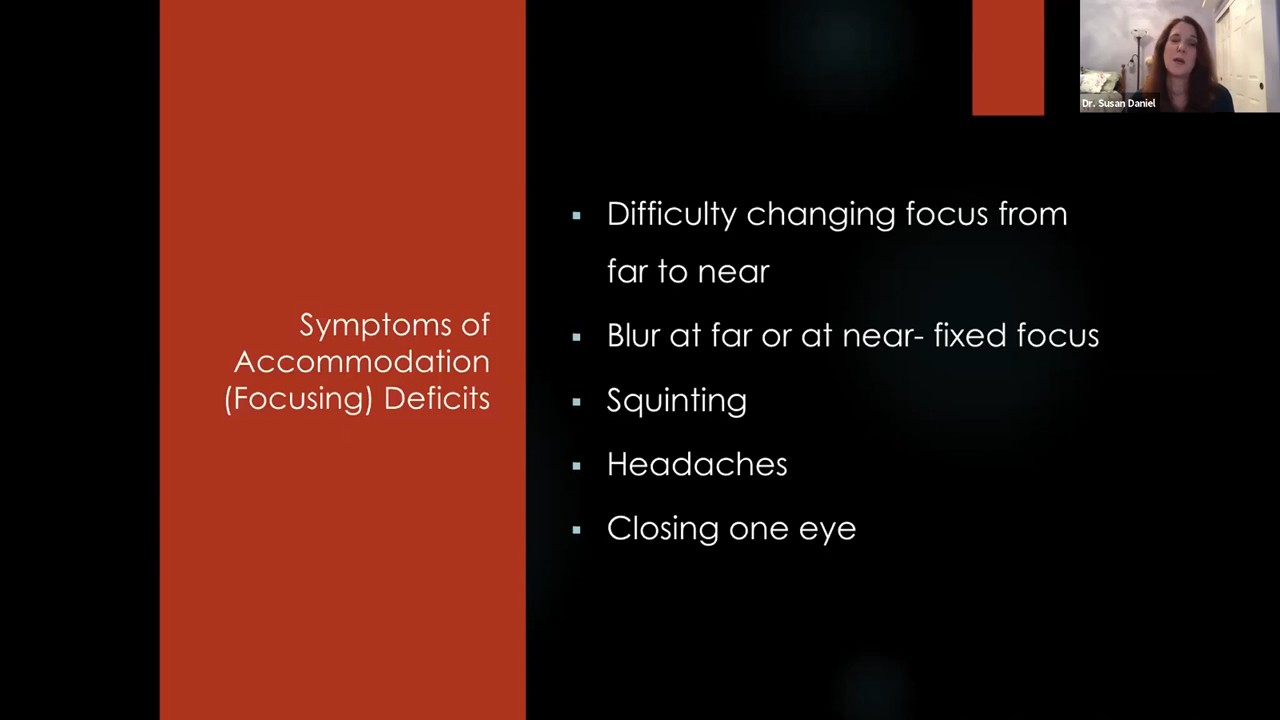 Dr. Susan Daniel
Symptoms of
Accommodation
(Focusing) Deficits
▪ Difficulty changing focus from
far to near
▪ Blur at far or at near- fixed focus
▪ Squinting
▪ Headaches
▪ Closing one eye